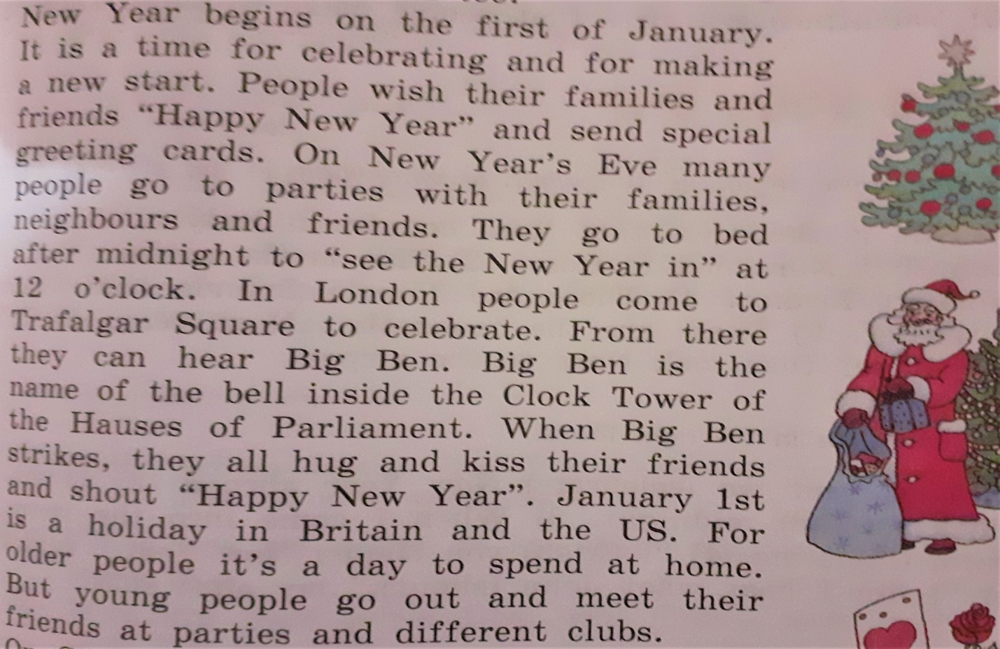 New Year begins on the first of January.
It is a time for celebrating and for making
a new start. People wish their families and
friends “Happy New Year” and send special
greeting cards. On New Year’s Eve many
people go to parties with their families,
neighbours and friends. They go to bed
after midnight to “see the New Year in” at
12 o’clock. In London people come to
Trafalgar Square to celebrate. From there
they can hear Big Ben. Big Ben is the
name of the bell inside the Clock Tower of
the Hauses of Parliament. When Big Ben
strikes, they all hug and kiss their friends
and shout “Happy New Year”. January 1st
is a holiday in Britain and the US. For
older people it’s a day to spend at home.
But young people go out and meet their
friends at parties and different clubs.